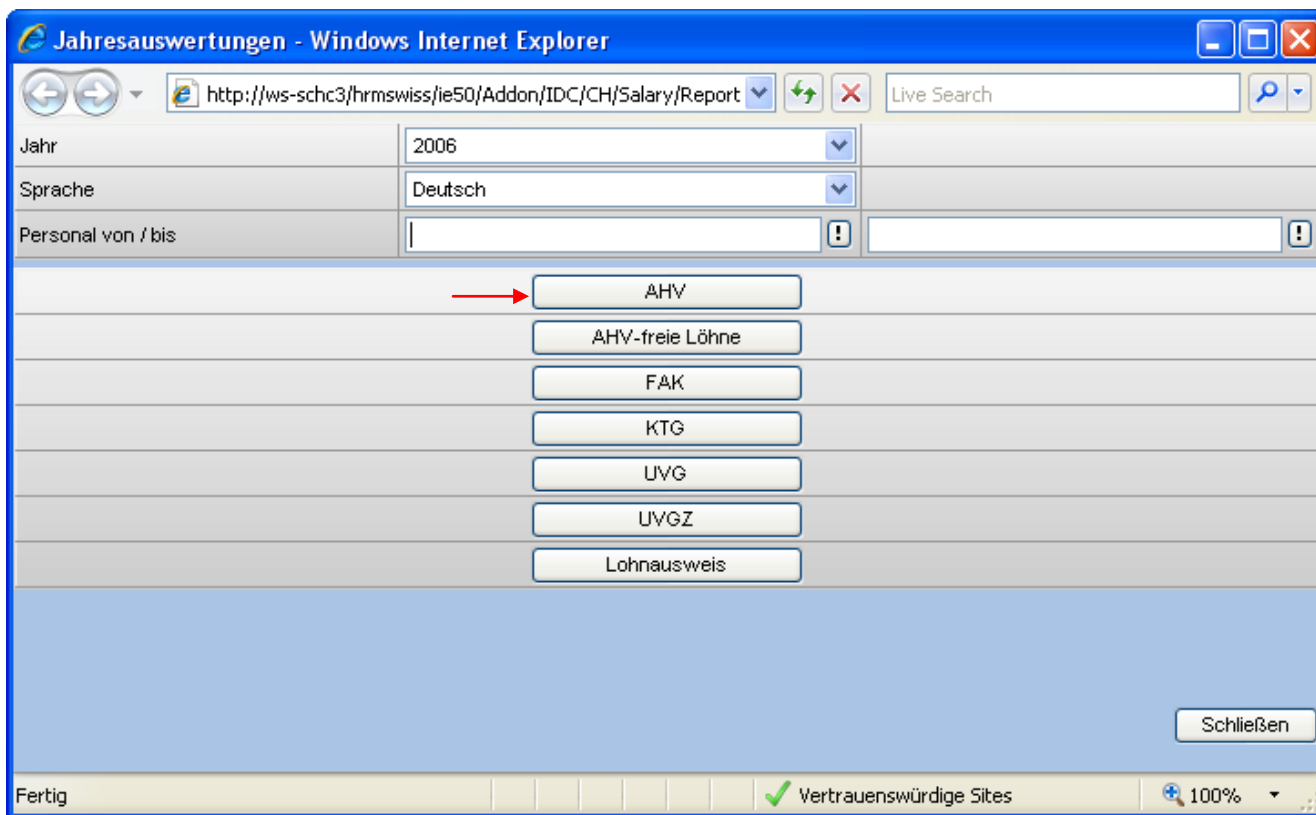 Jahresauswertungen - Windows Internet Explorer
http://ws-schc3/hrmswiss/ie50/Addon/IDC/CH/Salary/Report
Live Search
Jahr 2006
Sprache Deutsch
Personal von / bis ! !
AHV
AHV-freie Löhne
FAK
KTG
UVG
UVGZ
Lohnausweis
Schließen
Fertig Vertrauenswürdige Sites 100%